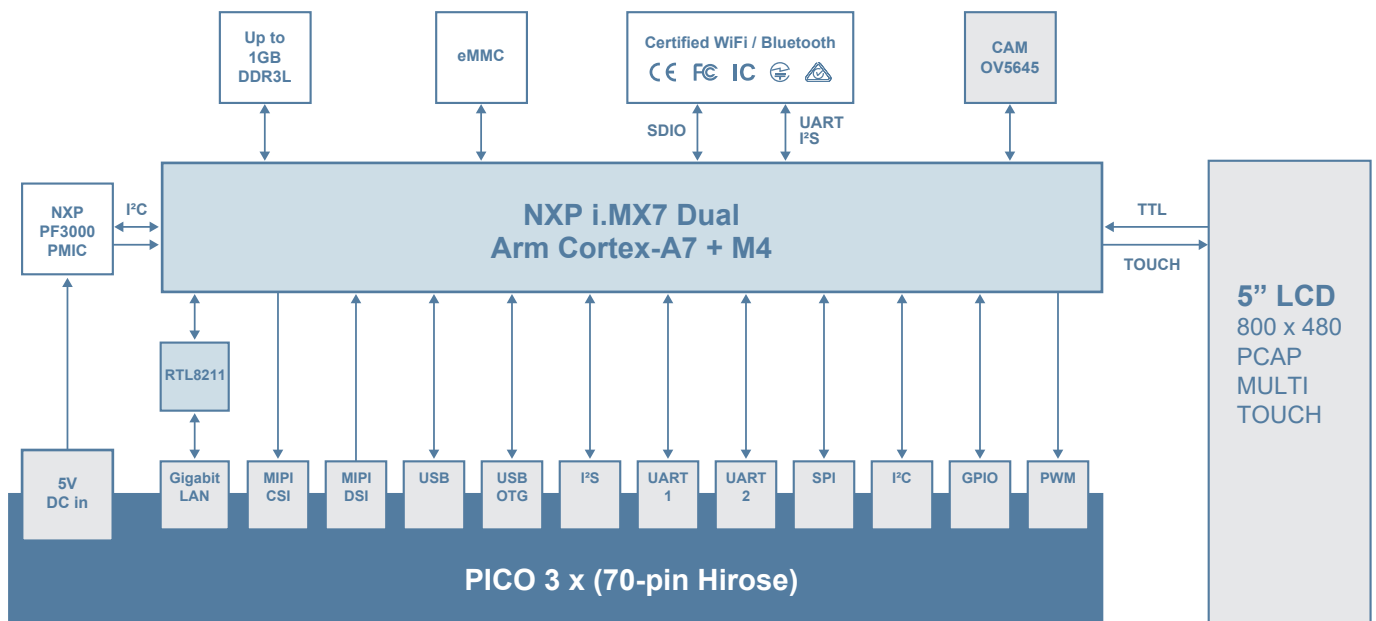 Up to
1GB
DDR3L
eMMC
Certified WiFi / Bluetooth
CE FC IC
CAM
OV5645
SDIO
UART
I²S
NXP
PF3000
PMIC
I²C
NXP i.MX7 Dual
Arm Cortex-A7 + M4
TTL
TOUCH
5” LCD
800 x 480
PCAP
MULTI
TOUCH
RTL8211
5V
DC in
Gigabit
LAN
MIPI
CSI
MIPI
DSI
USB
USB
OTG
I²S
UART
1
UART
2
SPI
I²C
GPIO
PWM
PICO 3 x (70-pin Hirose)